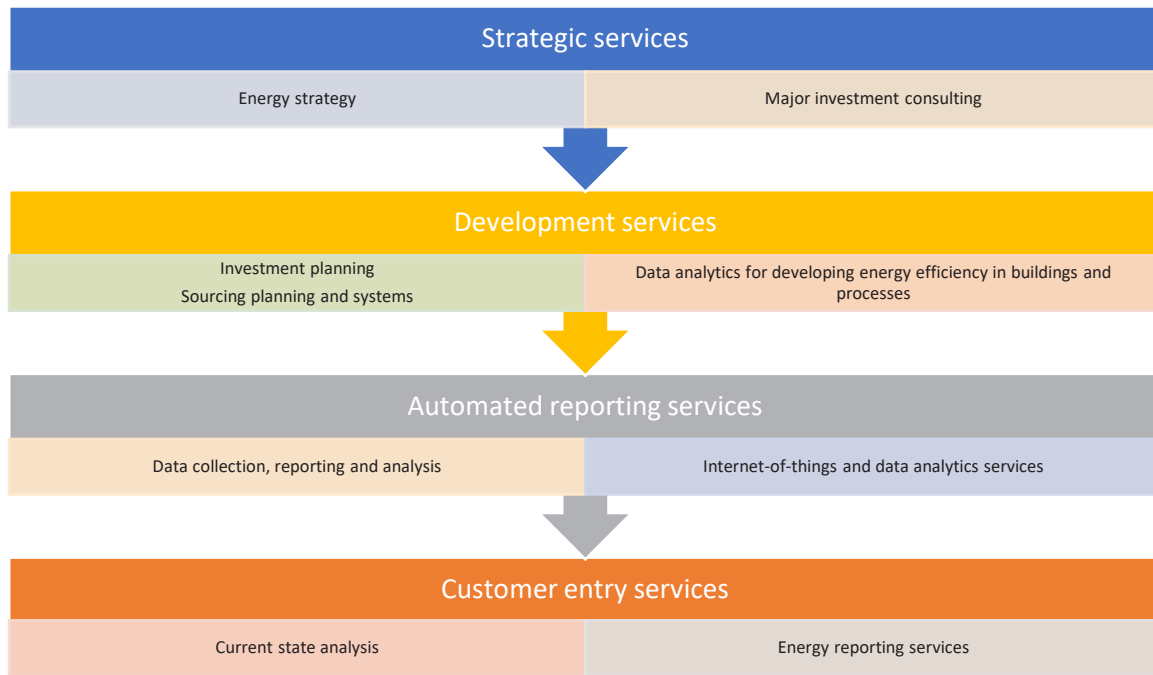 Strategic services
Energy strategy
Major investment consulting
Development services
Investment planning
Sourcing planning and systems
Data analytics for developing energy efficiency in buildings and
processes
Automated reporting services
Data collection, reporting and analysis
Internet-of-things and data analytics services
Customer entry services
Current state analysis
Energy reporting services